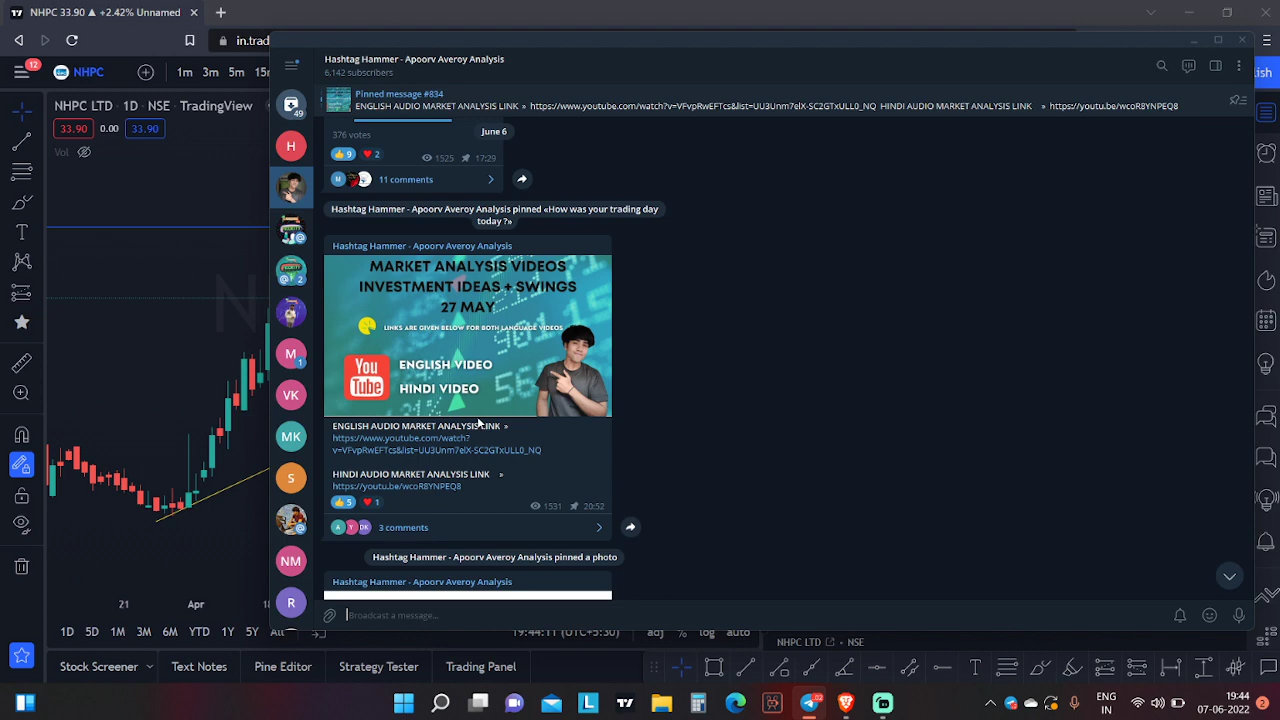 NHPC 33.90 ▲ +2.42% Unnamed
in.trad
12
NHPC
1m 3m 5m 15m
NHPC LTD · 1D · NSE · TradingView
33.90 0.00 33.90
Vol
Hashtag Hammer - Apoorv Averoy Analysis
6,142 subscribers
Pinned message #834
ENGLISH AUDIO MARKET ANALYSIS LINK » https://www.youtube.com/watch?v=VFvpRwEFTcs&list=UU3Unm7elX-SC2GTxULL0_NQ HINDI AUDIO MARKET ANALYSIS LINK » https://youtu.be/wcoR8YNPEQ8
49
H
@
@ 2
M
1
VK
MK
S
@
NM
R
376 votes
June 6
👍 9 ❤ 2
1525 17:29
M
11 comments
Hashtag Hammer - Apoorv Averoy Analysis pinned «How was your trading day
today ?»
Hashtag Hammer - Apoorv Averoy Analysis
MARKET ANALYSIS VIDEOS
INVESTMENT IDEAS + SWINGS
27 MAY
LINKS ARE GIVEN BELOW FOR BOTH LANGUAGE VIDEOS
You
Tube
ENGLISH VIDEO
HINDI VIDEO
ENGLISH AUDIO MARKET ANALYSIS LINK »
https://www.youtube.com/watch?
v=VFvpRwEFTcs&list=UU3Unm7elX-SC2GTxULL0_NQ
HINDI AUDIO MARKET ANALYSIS LINK »
https://youtu.be/wcoR8YNPEQ8
👍 5 ❤ 1
1531 20:52
A Y DK
3 comments
Hashtag Hammer - Apoorv Averoy Analysis pinned a photo
Hashtag Hammer - Apoorv Averoy Analysis
Broadcast a message...
21 Apr
1D 5D 1M 3M 6M YTD 1Y 5Y
19:44:11 (UTC+5:30) adj % log auto
NHPC LTD · NSE
Stock Screener Text Notes Pine Editor Strategy Tester Trading Panel
ENG
IN
19:44
07-06-2022
2